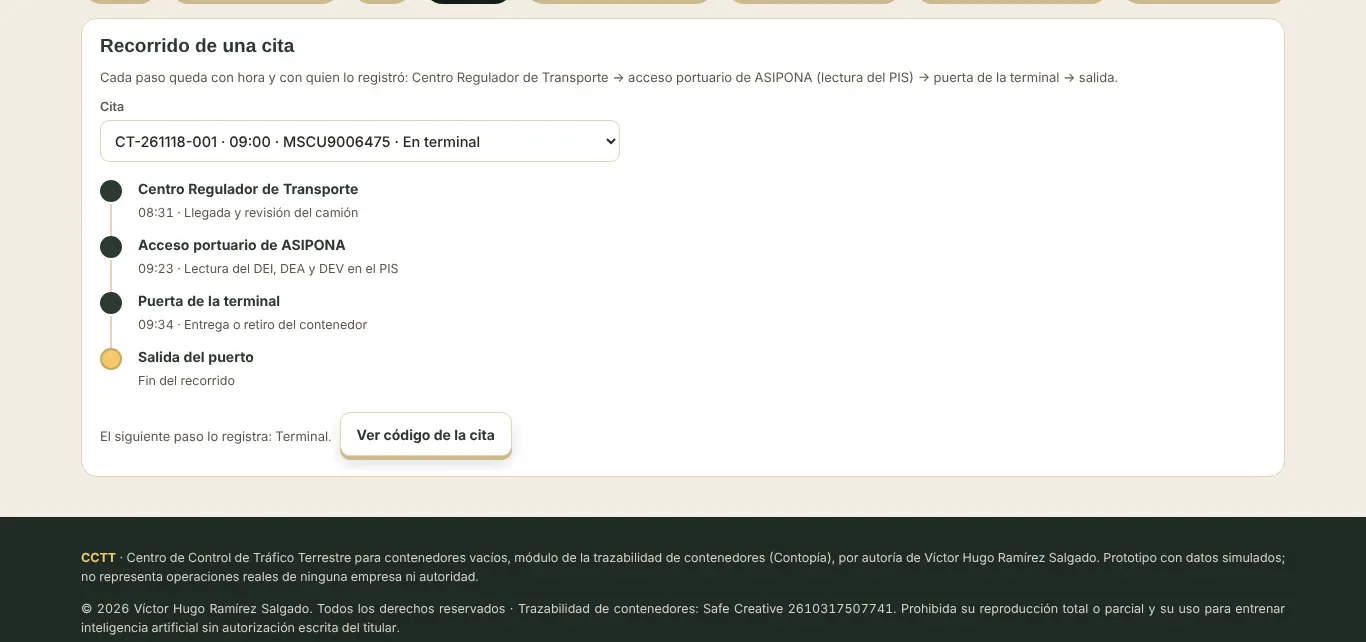 Recorrido de una cita
Cada paso queda con hora y con quien lo registró: Centro Regulador de Transporte → acceso portuario de ASIPONA (lectura del PIS) → puerta de la terminal → salida.
Cita
CT-261118-001 · 09:00 · MSCU9006475 · En terminal
Centro Regulador de Transporte
08:31 · Llegada y revisión del camión
Acceso portuario de ASIPONA
09:23 · Lectura del DEI, DEA y DEV en el PIS
Puerta de la terminal
09:34 · Entrega o retiro del contenedor
Salida del puerto
Fin del recorrido
El siguiente paso lo registra: Terminal. Ver código de la cita
CCTT · Centro de Control de Tráfico Terrestre para contenedores vacíos, módulo de la trazabilidad de contenedores (Contopía), por autoría de Víctor Hugo Ramírez Salgado. Prototipo con datos simulados;
no representa operaciones reales de ninguna empresa ni autoridad.
© 2026 Víctor Hugo Ramírez Salgado. Todos los derechos reservados · Trazabilidad de contenedores: Safe Creative 2610317507741. Prohibida su reproducción total o parcial y su uso para entrenar
inteligencia artificial sin autorización escrita del titular.